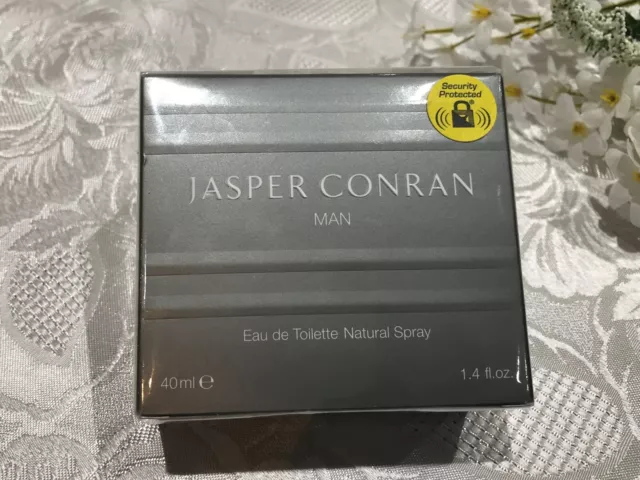 Security
Protected
JASPER CONRAN
MAN
Eau de Toilette Natural Spray
40ml ℮
1.4 fl.oz.